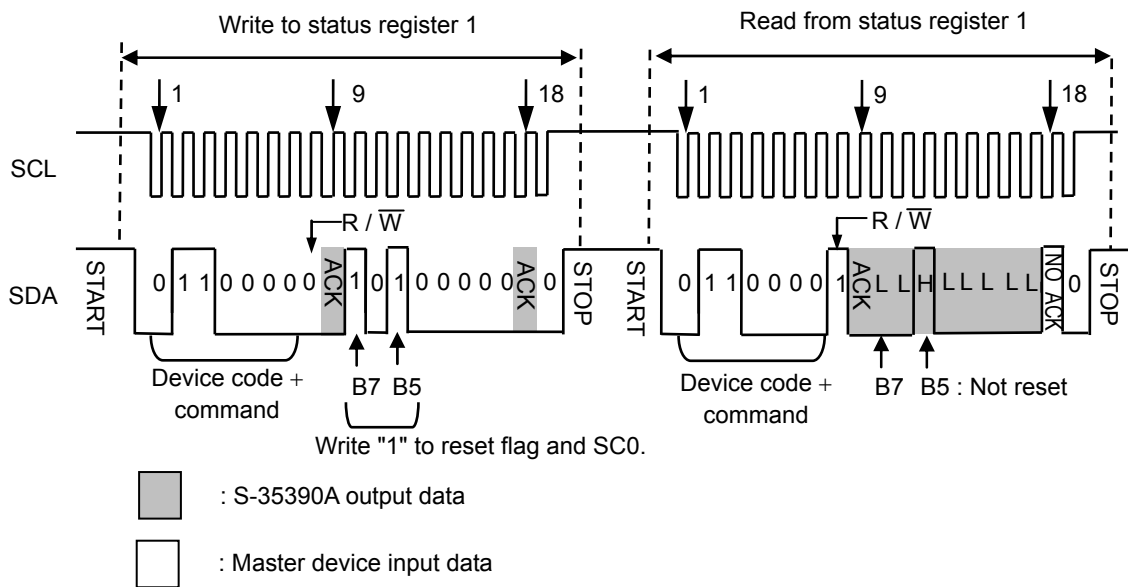 Write to status register 1
Read from status register 1
1 9 18
1 9 18
SCL
R / W
R / W
SDA
START 0 1 1 0 0 0 0 0 ACK 1 0 1 0 0 0 0 0 ACK 0 STOP
START 0 1 1 0 0 0 0 1 ACK L L H L L L L L NO ACK 0 STOP
Device code +
command
B7 B5
Device code +
command
B7 B5 : Not reset
Write "1" to reset flag and SC0.
: S-35390A output data
: Master device input data